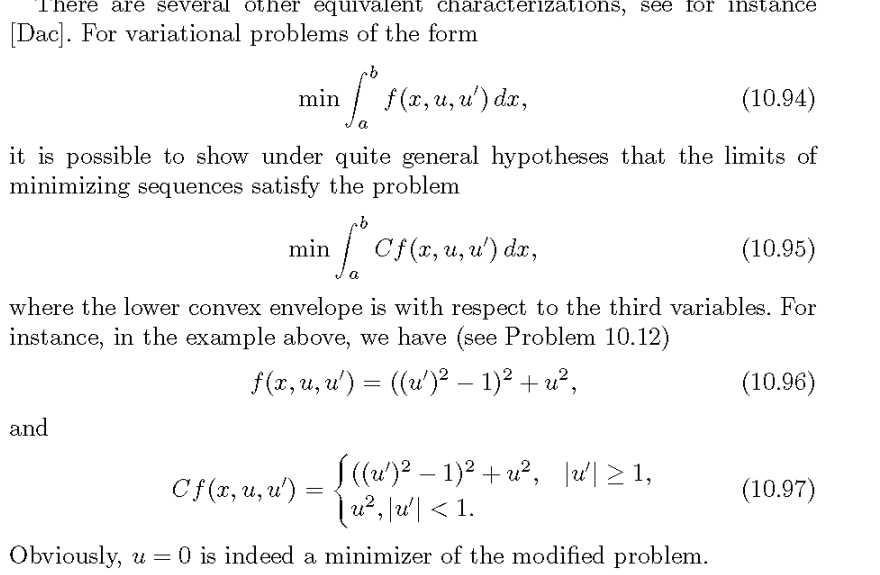 There are several other equivalent characterizations, see for instance
[Dac]. For variational problems of the form
min ∫_a^b f(x, u, u′) dx, (10.94)
it is possible to show under quite general hypotheses that the limits of
minimizing sequences satisfy the problem
min ∫_a^b Cf(x, u, u′) dx, (10.95)
where the lower convex envelope is with respect to the third variables. For
instance, in the example above, we have (see Problem 10.12)
f(x, u, u′) = ((u′)² − 1)² + u², (10.96)
and
Cf(x, u, u′) = { ((u′)² − 1)² + u², |u′| ≥ 1,
u², |u′| < 1. (10.97)
Obviously, u = 0 is indeed a minimizer of the modified problem.